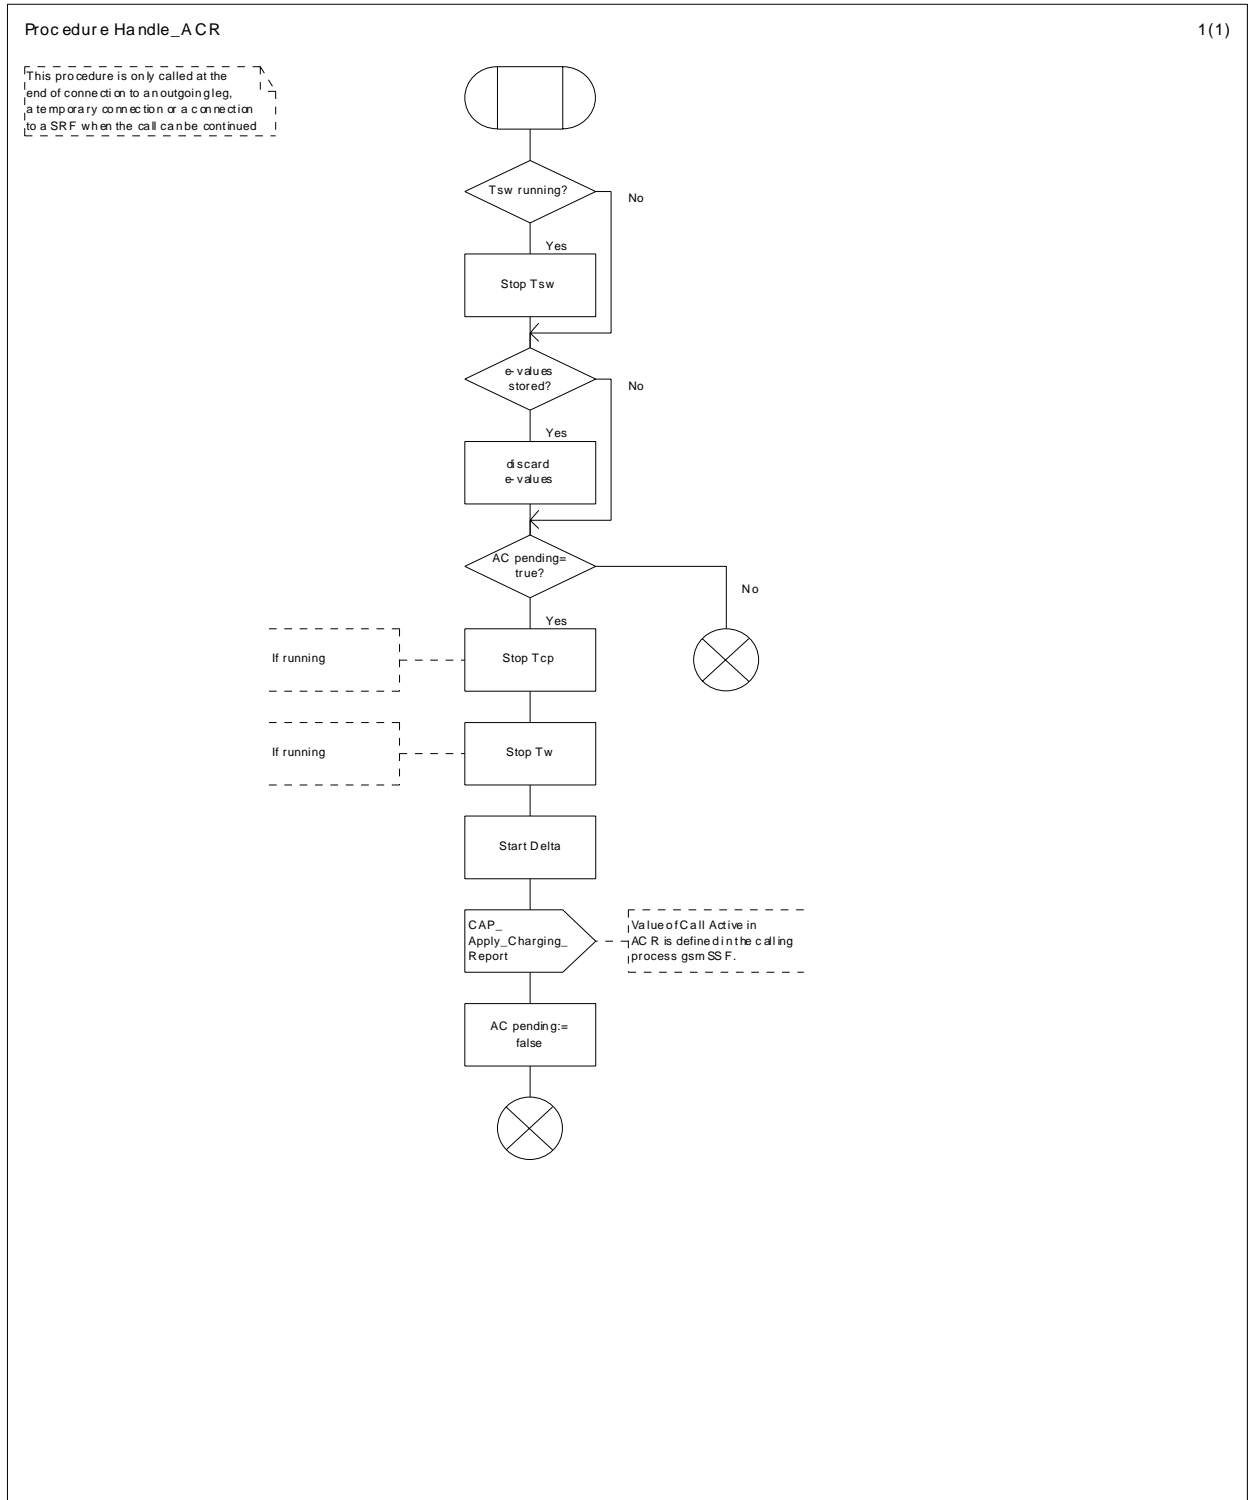 Procedure Handle_ACR
1(1)
This procedure is only called at the
end of connection to an outgoing leg,
a temporary connection or a connection
to a SRF when the call can be continued
Tsw running?
No
Yes
Stop Tsw
e-values
stored?
No
Yes
discard
e-values
AC pending=
true?
No
Yes
If running
Stop Tcp
If running
Stop Tw
Start Delta
CAP_
Apply_Charging_
Report
Value of Call Active in
ACR is defined in the calling
process gsmSSF.
AC pending:=
false